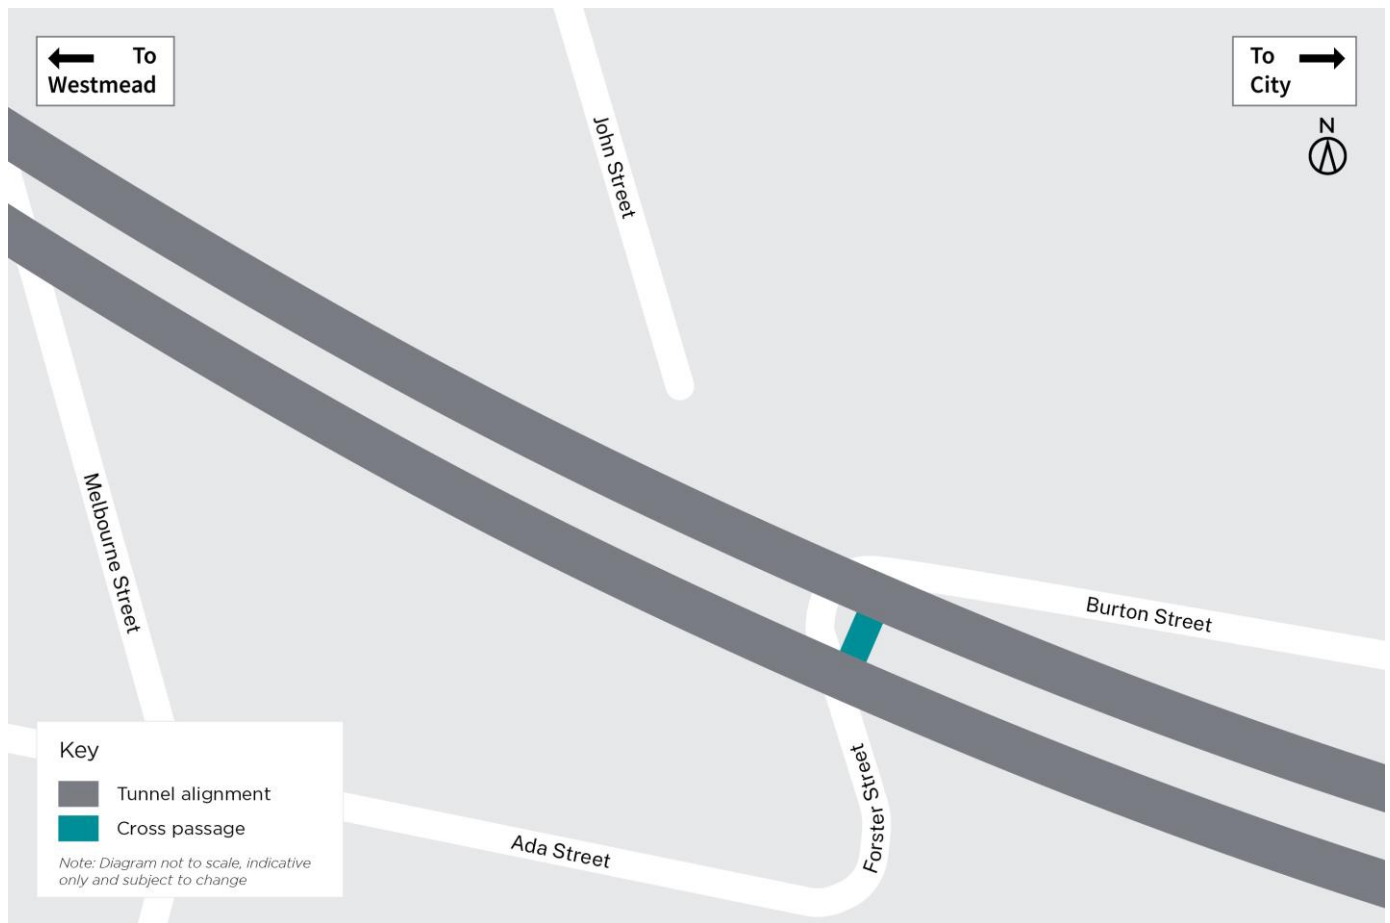 To
Westmead
To
City
N
John Street
Melbourne Street
Burton Street
Forster Street
Ada Street
Key
Tunnel alignment
Cross passage
Note: Diagram not to scale, indicative
only and subject to change